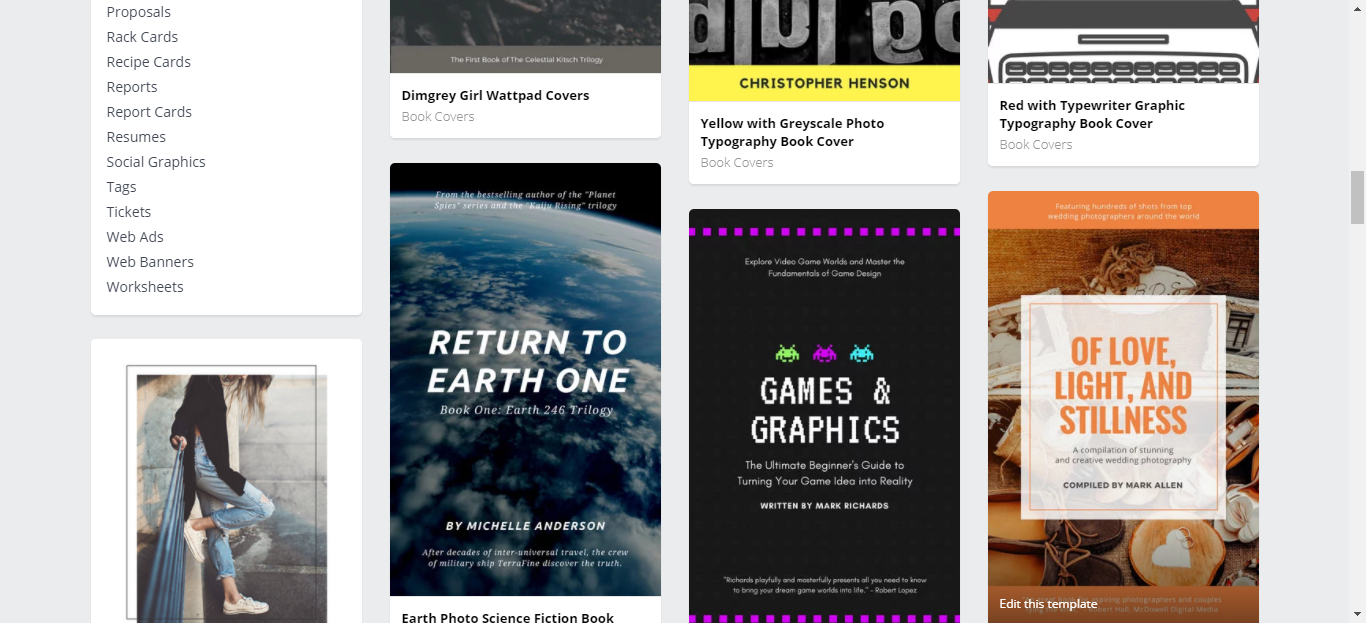 Proposals
Rack Cards
Recipe Cards
Reports
Report Cards
Resumes
Social Graphics
Tags
Tickets
Web Ads
Web Banners
Worksheets
The First Book of The Celestial Kitsch Trilogy
Dimgrey Girl Wattpad Covers
Book Covers
From the bestselling author of the "Planet
Spies" series and the "Kaiju Rising" trilogy
RETURN TO
EARTH ONE
Book One: Earth 246 Trilogy
BY MICHELLE ANDERSON
After decades of inter-universal travel, the crew
of military ship TerraFine discover the truth.
Earth Photo Science Fiction Book
CHRISTOPHER HENSON
Yellow with Greyscale Photo
Typography Book Cover
Book Covers
Explore Video Game Worlds and Master the
Fundamentals of Game Design
GAMES &
GRAPHICS
The Ultimate Beginner's Guide to
Turning Your Game Idea into Reality
WRITTEN BY MARK RICHARDS
"Richards playfully and masterfully presents all you need to know
to bring your dream game worlds into life." - Robert Lopez
Red with Typewriter Graphic
Typography Book Cover
Book Covers
Featuring hundreds of shots from top
wedding photographers around the world
OF LOVE,
LIGHT, AND
STILLNESS
A compilation of stunning
and creative wedding photography
COMPILED BY MARK ALLEN
Edit this template
photographers and couples
Hall, McDowell Digital Media